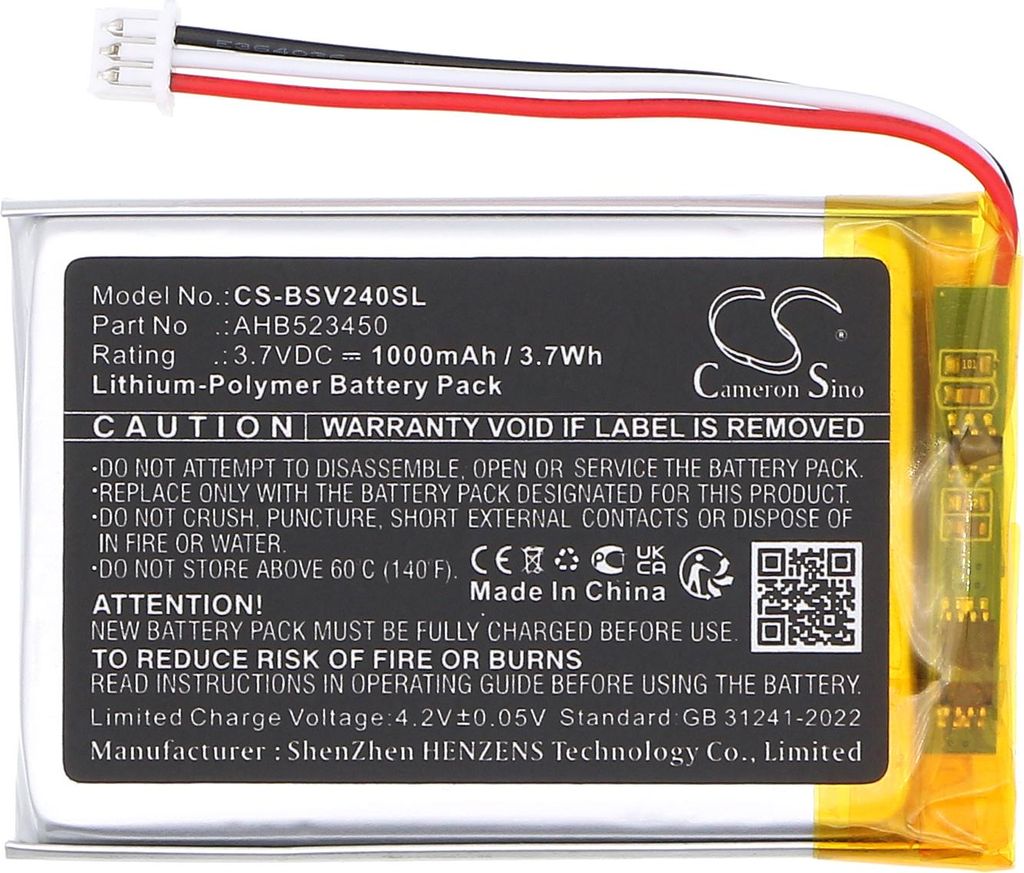 E364036
Model No.:CS-BSV240SL
Part No .:AHB523450
Rating .:3.7VDC ⎓ 1000mAh / 3.7Wh
Lithium-Polymer Battery Pack
CS ®
Cameron Sino
CAUTION WARRANTY VOID IF LABEL IS REMOVED
·DO NOT ATTEMPT TO DISASSEMBLE, OPEN OR SERVICE THE BATTERY PACK.
·REPLACE ONLY WITH THE BATTERY PACK DESIGNATED FOR THIS PRODUCT.
·DO NOT CRUSH, PUNCTURE, SHORT EXTERNAL CONTACTS OR DISPOSE OF
IN FIRE OR WATER.
·DO NOT STORE ABOVE 60°C (140°F).
CE UK CA
Made In China
ATTENTION!
NEW BATTERY PACK MUST BE FULLY CHARGED BEFORE USE.
TO REDUCE RISK OF FIRE OR BURNS
READ INSTRUCTIONS IN OPERATING GUIDE BEFORE USING THE BATTERY.
Limited Charge Voltage:4.2V±0.05V Standard:GB 31241-2022
Manufacturer : ShenZhen HENZENS Technology Co., Limited
101